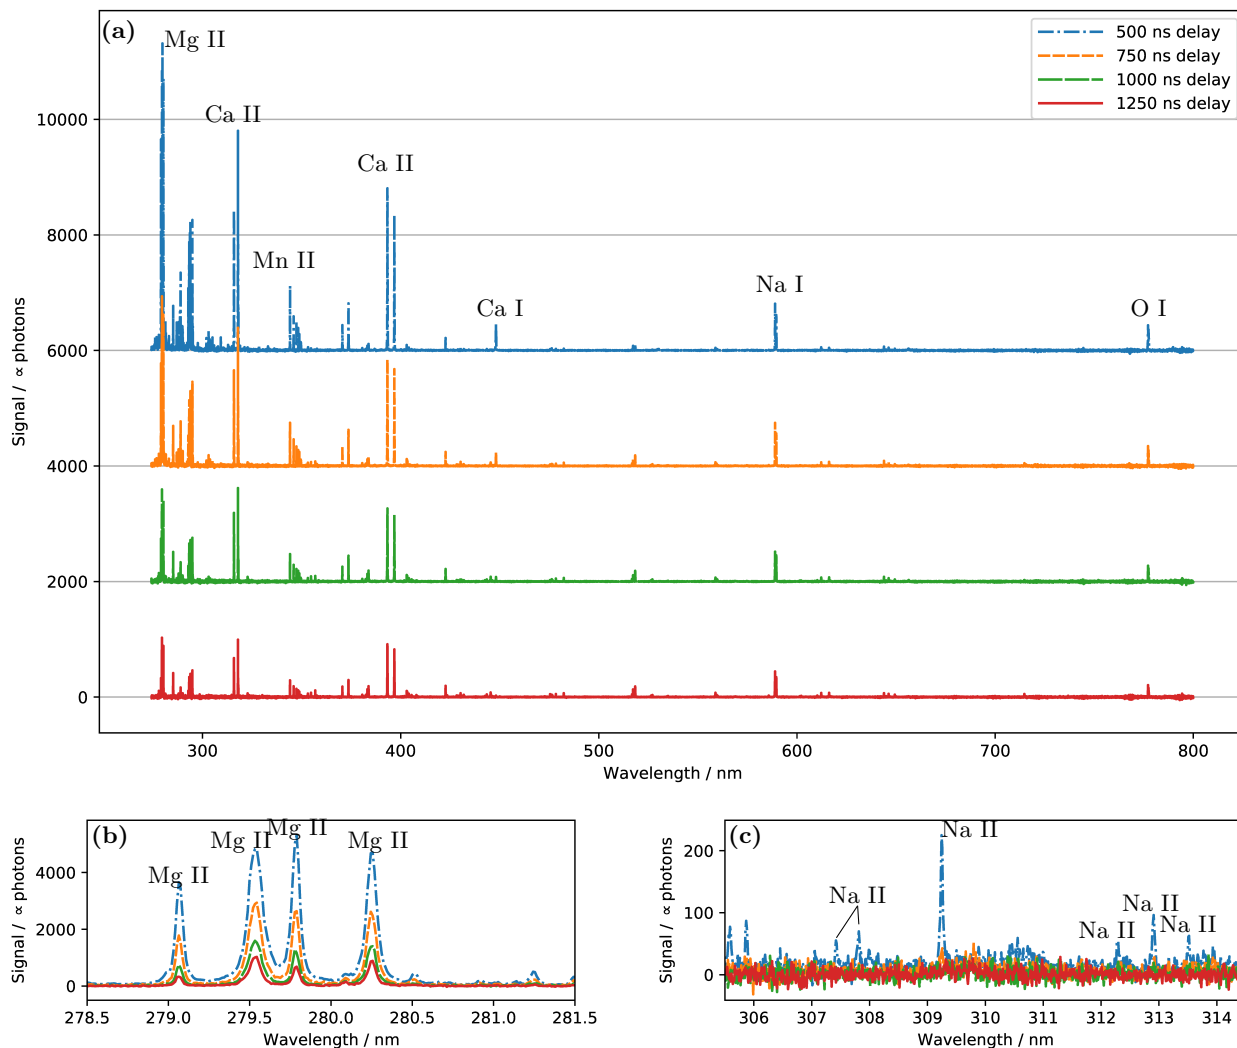 (a)
Mg II
Ca II
Ca II
Mn II
Ca I
Na I
O I
500 ns delay
750 ns delay
1000 ns delay
1250 ns delay
10000
8000
6000
4000
2000
0
Signal / ∝ photons
300 400 500 600 700 800
Wavelength / nm
(b)
Mg II
Mg II
Mg II
Mg II
4000
2000
0
Signal / ∝ photons
278.5 279.0 279.5 280.0 280.5 281.0 281.5
Wavelength / nm
(c)
Na II
Na II
Na II
Na II
Na II
200
100
0
Signal / ∝ photons
306 307 308 309 310 311 312 313 314
Wavelength / nm